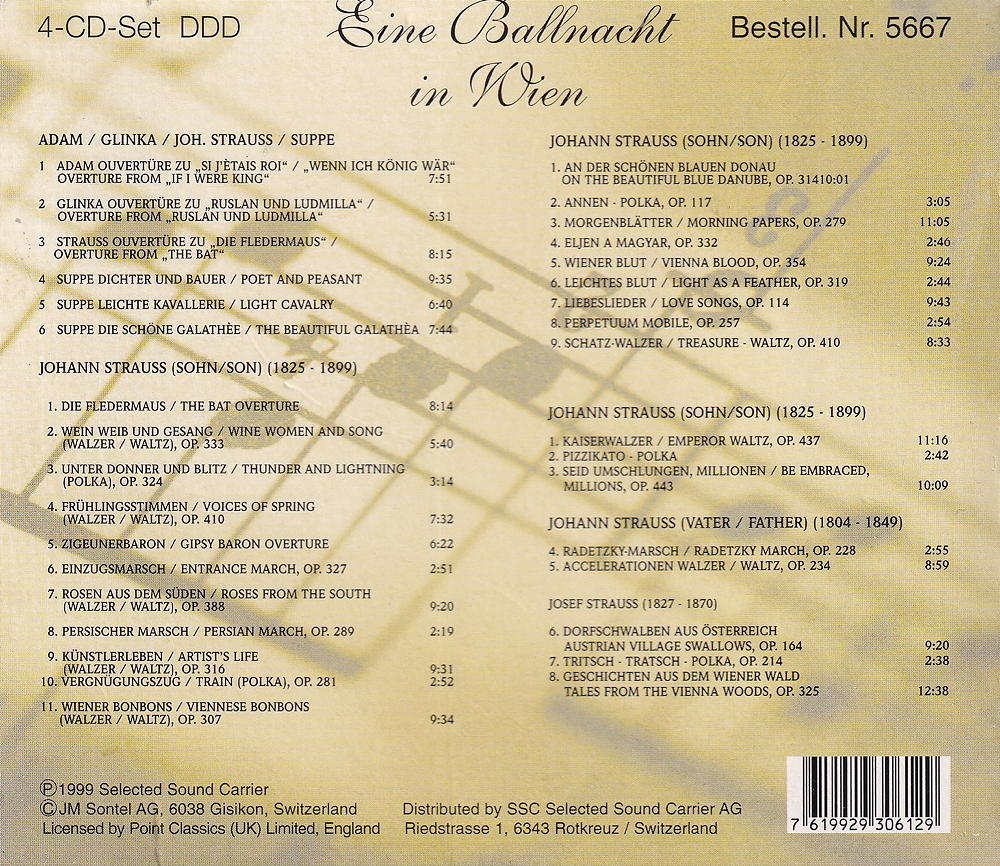 4-CD-Set DDD
Eine Ballnacht
in Wien
Bestell. Nr. 5667
ADAM / GLINKA / JOH. STRAUSS / SUPPE
1 ADAM OUVERTÜRE ZU „SI J'ÈTAIS ROI“ / „WENN ICH KÖNIG WÄR“
OVERTURE FROM „IF I WERE KING“ 7:51
2 GLINKA OUVERTÜRE ZU „RUSLAN UND LUDMILLA“ /
OVERTURE FROM „RUSLAN UND LUDMILLA“ 5:31
3 STRAUSS OUVERTÜRE ZU „DIE FLEDERMAUS“ /
OVERTURE FROM „THE BAT“ 8:15
4 SUPPE DICHTER UND BAUER / POET AND PEASANT 9:35
5 SUPPE LEICHTE KAVALLERIE / LIGHT CAVALRY 6:40
6 SUPPE DIE SCHÖNE GALATHÈE / THE BEAUTIFUL GALATHÈA 7:44
JOHANN STRAUSS (SOHN/SON) (1825 - 1899)
1. DIE FLEDERMAUS / THE BAT OVERTURE 8:14
2. WEIN WEIB UND GESANG / WINE WOMEN AND SONG
(WALZER / WALTZ), OP. 333 5:40
3. UNTER DONNER UND BLITZ / THUNDER AND LIGHTNING
(POLKA), OP. 324 3:14
4. FRÜHLINGSSTIMMEN / VOICES OF SPRING
(WALZER / WALTZ), OP. 410 7:32
5. ZIGEUNERBARON / GIPSY BARON OVERTURE 6:22
6. EINZUGSMARSCH / ENTRANCE MARCH, OP. 327 2:51
7. ROSEN AUS DEM SÜDEN / ROSES FROM THE SOUTH
(WALZER / WALTZ), OP. 388 9:20
8. PERSISCHER MARSCH / PERSIAN MARCH, OP. 289 2:19
9. KÜNSTLERLEBEN / ARTIST'S LIFE
(WALZER / WALTZ), OP. 316 9:31
10. VERGNÜGUNGSZUG / TRAIN (POLKA), OP. 281 2:52
11. WIENER BONBONS / VIENNESE BONBONS
(WALZER / WALTZ), OP. 307 9:34
JOHANN STRAUSS (SOHN/SON) (1825 - 1899)
1. AN DER SCHÖNEN BLAUEN DONAU
ON THE BEAUTIFUL BLUE DANUBE, OP. 31410:01
2. ANNEN - POLKA, OP. 117 3:05
3. MORGENBLÄTTER / MORNING PAPERS, OP. 279 11:05
4. ELJEN A MAGYAR, OP. 332 2:46
5. WIENER BLUT / VIENNA BLOOD, OP. 354 9:24
6. LEICHTES BLUT / LIGHT AS A FEATHER, OP. 319 2:44
7. LIEBESLIEDER / LOVE SONGS, OP. 114 9:43
8. PERPETUUM MOBILE, OP. 257 2:54
9. SCHATZ-WALZER / TREASURE - WALTZ, OP. 410 8:33
JOHANN STRAUSS (SOHN/SON) (1825 - 1899)
1. KAISERWALZER / EMPEROR WALTZ, OP. 437 11:16
2. PIZZIKATO - POLKA 2:42
3. SEID UMSCHLUNGEN, MILLIONEN / BE EMBRACED,
MILLIONS, OP. 443 10:09
JOHANN STRAUSS (VATER / FATHER) (1804 - 1849)
4. RADETZKY-MARSCH / RADETZKY MARCH, OP. 228 2:55
5. ACCELERATIONEN WALZER / WALTZ, OP. 234 8:59
JOSEF STRAUSS (1827 - 1870)
6. DORFSCHWALBEN AUS ÖSTERREICH
AUSTRIAN VILLAGE SWALLOWS, OP. 164 9:20
7. TRITSCH - TRATSCH - POLKA, OP. 214 2:38
8. GESCHICHTEN AUS DEM WIENER WALD
TALES FROM THE VIENNA WOODS, OP. 325 12:38
Ⓟ1999 Selected Sound Carrier
©JM Sontel AG, 6038 Gisikon, Switzerland
Licensed by Point Classics (UK) Limited, England
Distributed by SSC Selected Sound Carrier AG
Riedstrasse 1, 6343 Rotkreuz / Switzerland
7 619929 306129